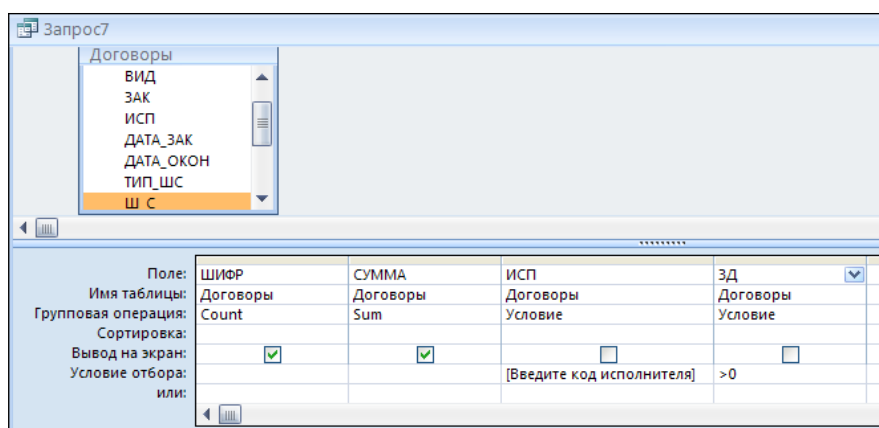 Запрос7
Договоры
ВИД
ЗАК
ИСП
ДАТА_ЗАК
ДАТА_ОКОН
ТИП_ШС
Ш_С
Поле: ШИФР СУММА ИСП ЗД
Имя таблицы: Договоры Договоры Договоры Договоры
Групповая операция: Count Sum Условие Условие
Сортировка:
Вывод на экран:
Условие отбора: [Введите код исполнителя] >0
или: